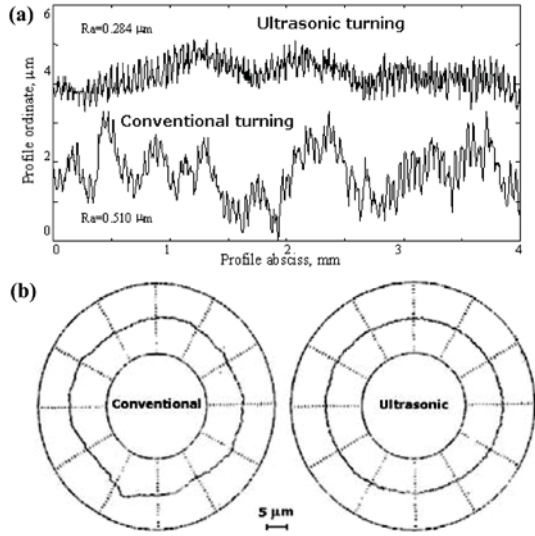 (a)
6
Ra=0.284 μm
Ultrasonic turning
4
Profile ordinate, μm
Conventional turning
2
Ra=0.510 μm
0
0 1 2 3 4
Profile absciss, mm
(b)
Conventional
Ultrasonic
5 μm